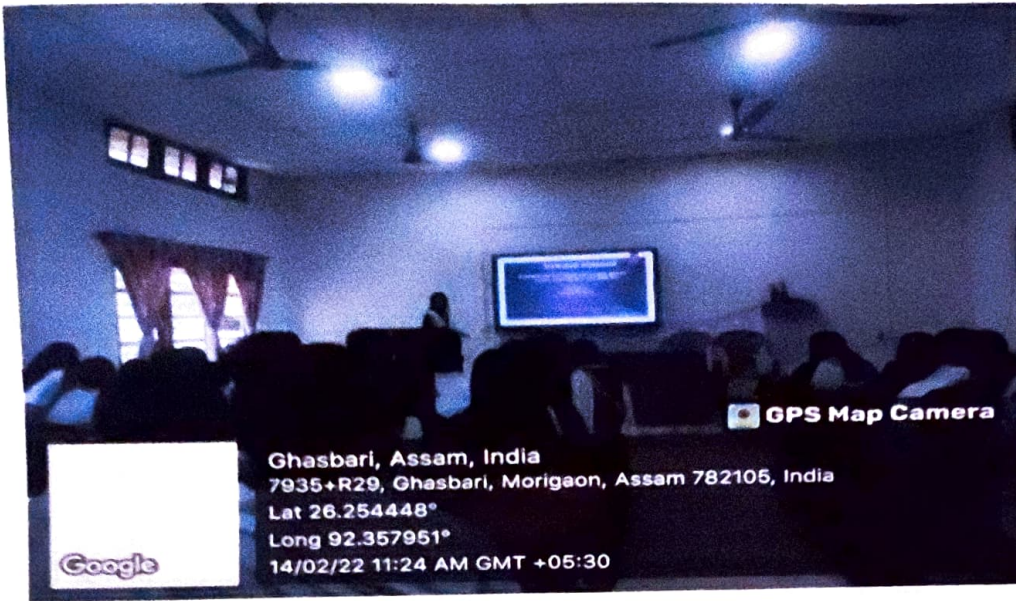 GPS Map Camera
Ghasbari, Assam, India
7935+R29, Ghasbari, Morigaon, Assam 782105, India
Lat 26.254448°
Long 92.357951°
14/02/22 11:24 AM GMT +05:30
Google